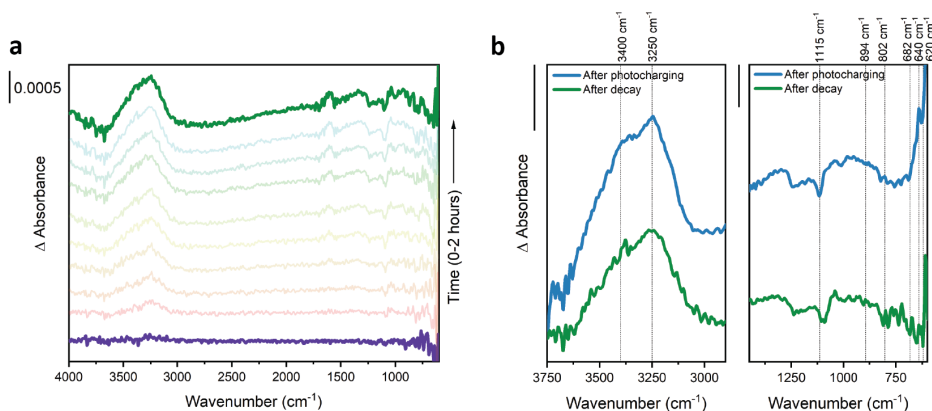 a
0.0005
Δ Absorbance
Time (0-2 hours)
4000 3500 3000 2500 2000 1500 1000
Wavenumber (cm⁻¹)
b
3400 cm⁻¹
3250 cm⁻¹
After photocharging
After decay
Δ Absorbance
3750 3500 3250 3000
Wavenumber (cm⁻¹)
1115 cm⁻¹
894 cm⁻¹
802 cm⁻¹
682 cm⁻¹
640 cm⁻¹
620 cm⁻¹
After photocharging
After decay
1250 1000 750
Wavenumber (cm⁻¹)